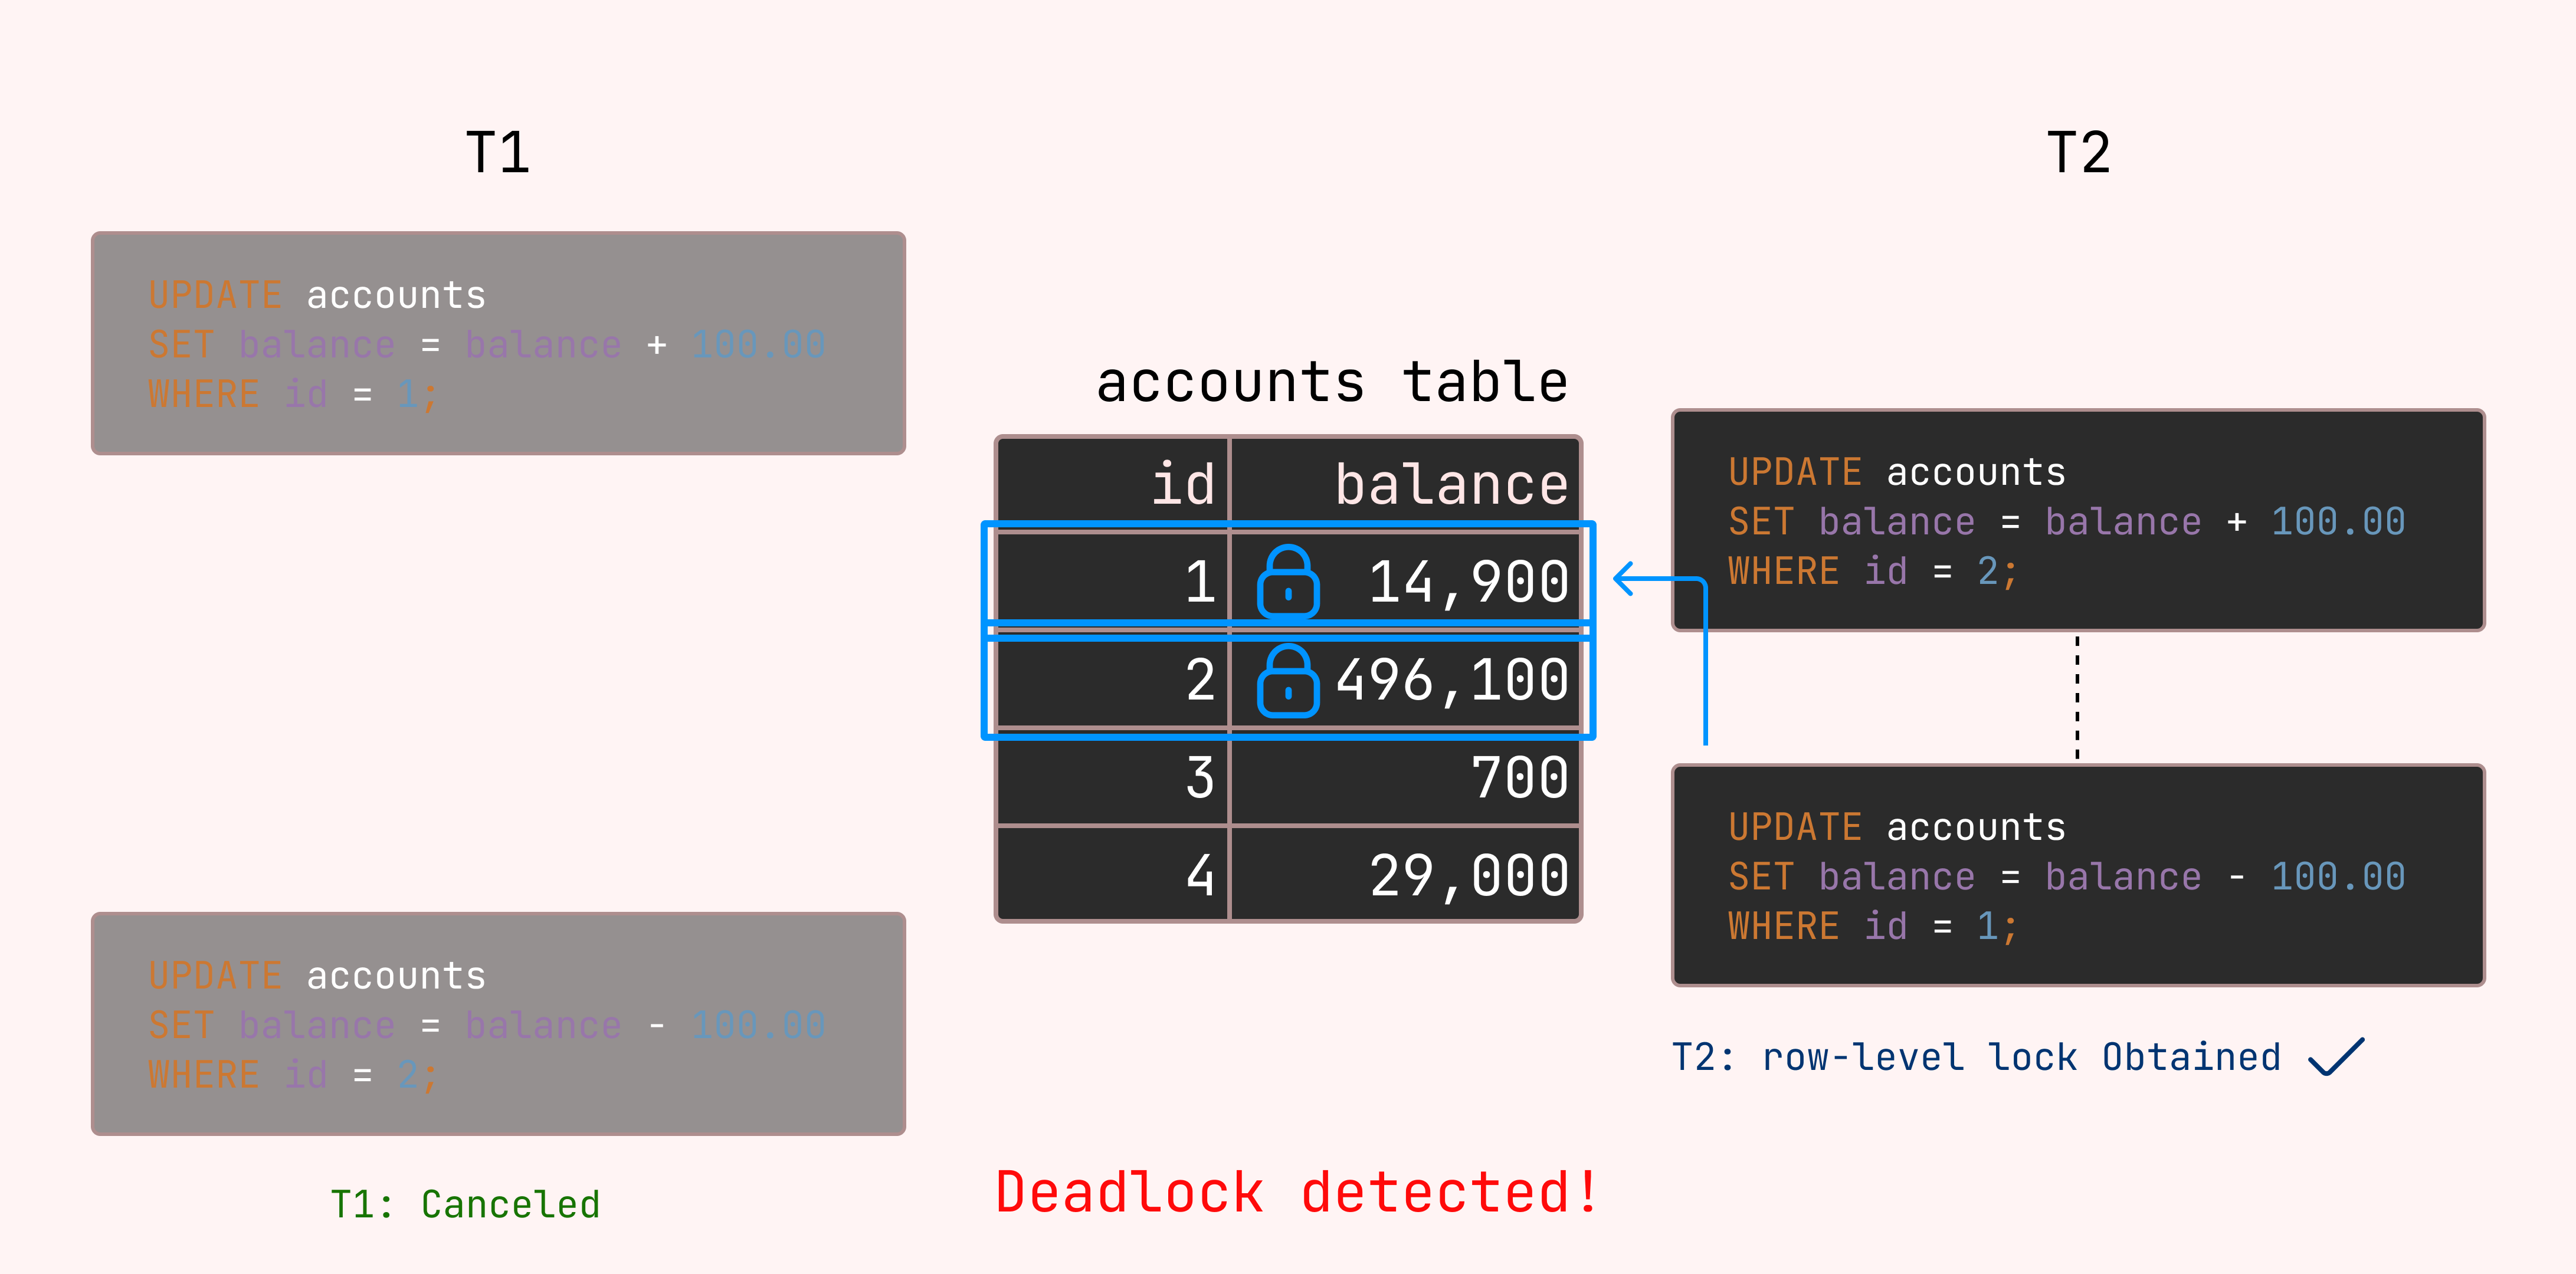 T1
UPDATE accounts
SET balance = balance + 100.00
WHERE id = 1;
UPDATE accounts
SET balance = balance - 100.00
WHERE id = 2;
T1: Canceled
accounts table
id balance
1 14,900
2 496,100
3 700
4 29,000
Deadlock detected!
T2
UPDATE accounts
SET balance = balance + 100.00
WHERE id = 2;
UPDATE accounts
SET balance = balance - 100.00
WHERE id = 1;
T2: row-level lock Obtained